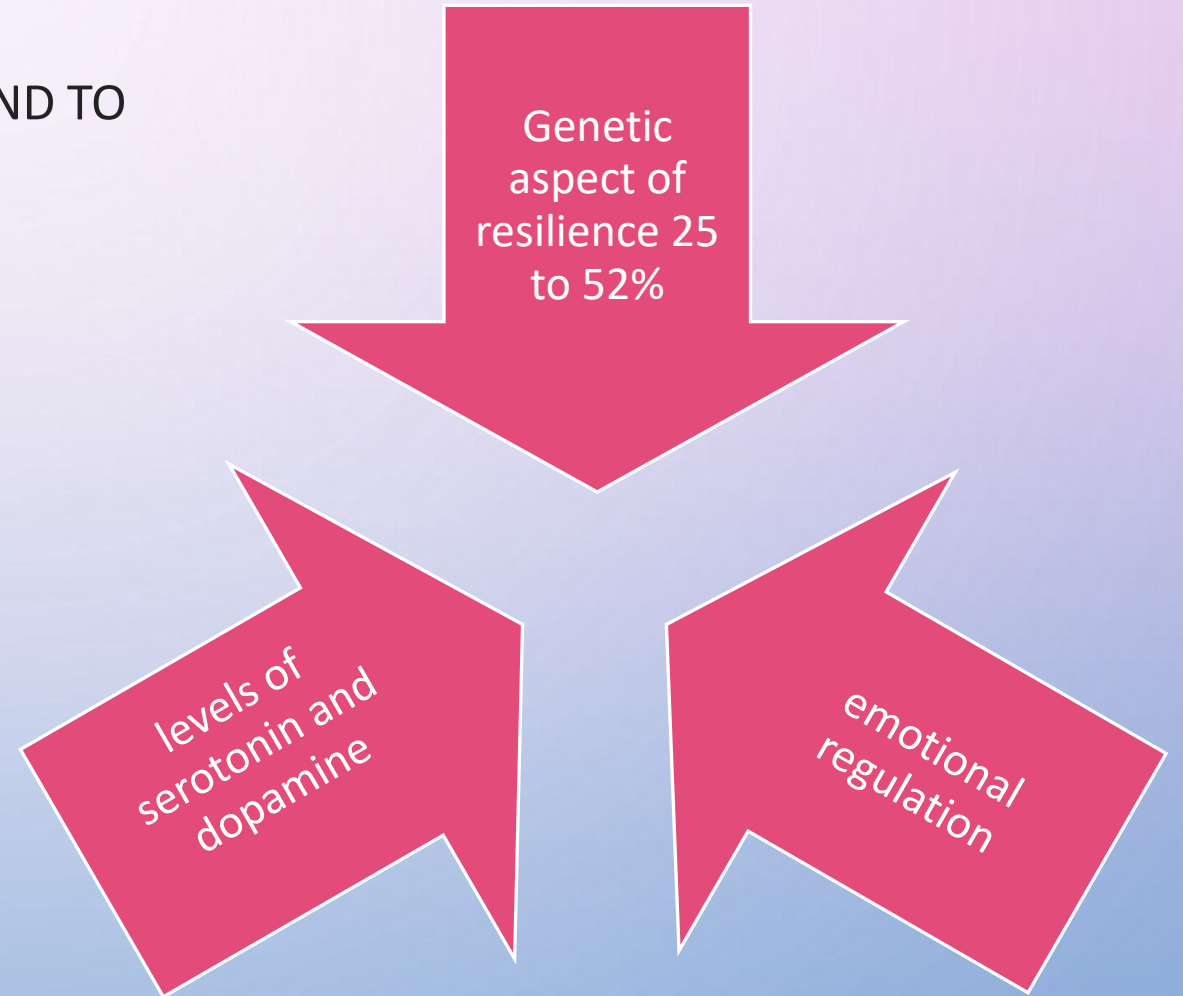 ND TO
Genetic
aspect of
resilience 25
to 52%
levels of
serotonin and
dopamine
emotional
regulation